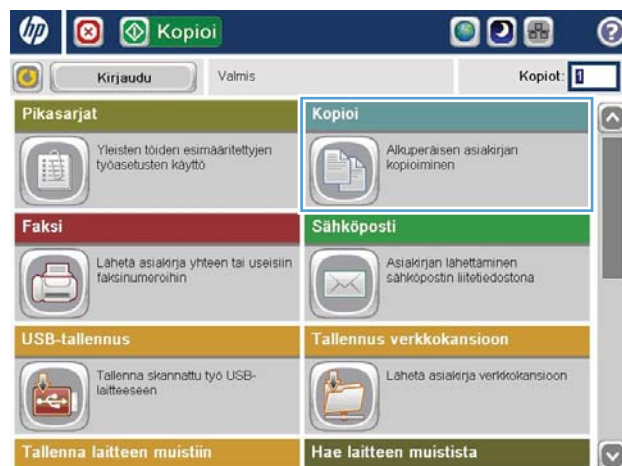 hp Kopioi ?
Kirjaudu Valmis Kopiot: 1
Pikasarjat
Yleisten töiden esimääritettyjen
työasetusten käyttö
Kopioi
Alkuperäisen asiakirjan
kopioiminen
Faksi
Lähetä asiakirja yhteen tai useisiin
faksinumeroihin
Sähköposti
Asiakirjan lähettäminen
sähköpostin liitetiedostona
USB-tallennus
Tallenna skannattu työ USB-
laitteeseen
Tallennus verkkokansioon
Lähetä asiakirja verkkokansioon
Tallenna laitteen muistiin
Hae laitteen muistista